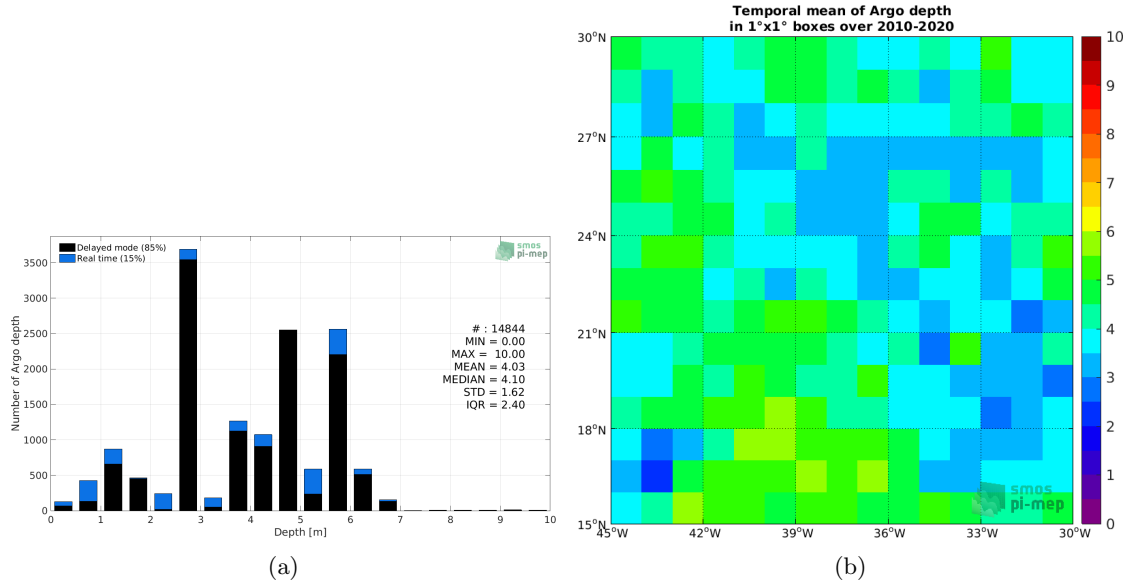 Delayed mode (85%)
Real time (15%)
smos
pi-mep
Number of Argo depth
3500
3000
2500
2000
1500
1000
500
0
# : 14844
MIN = 0.00
MAX = 10.00
MEAN = 4.03
MEDIAN = 4.10
STD = 1.62
IQR = 2.40
0 1 2 3 4 5 6 7 8 9 10
Depth [m]
(a)
Temporal mean of Argo depth
in 1°x1° boxes over 2010-2020
30°N
27°N
24°N
21°N
18°N
15°N
45°W 42°W 39°W 36°W 33°W 30°W
smos
pi-mep
10
9
8
7
6
5
4
3
2
1
0
(b)